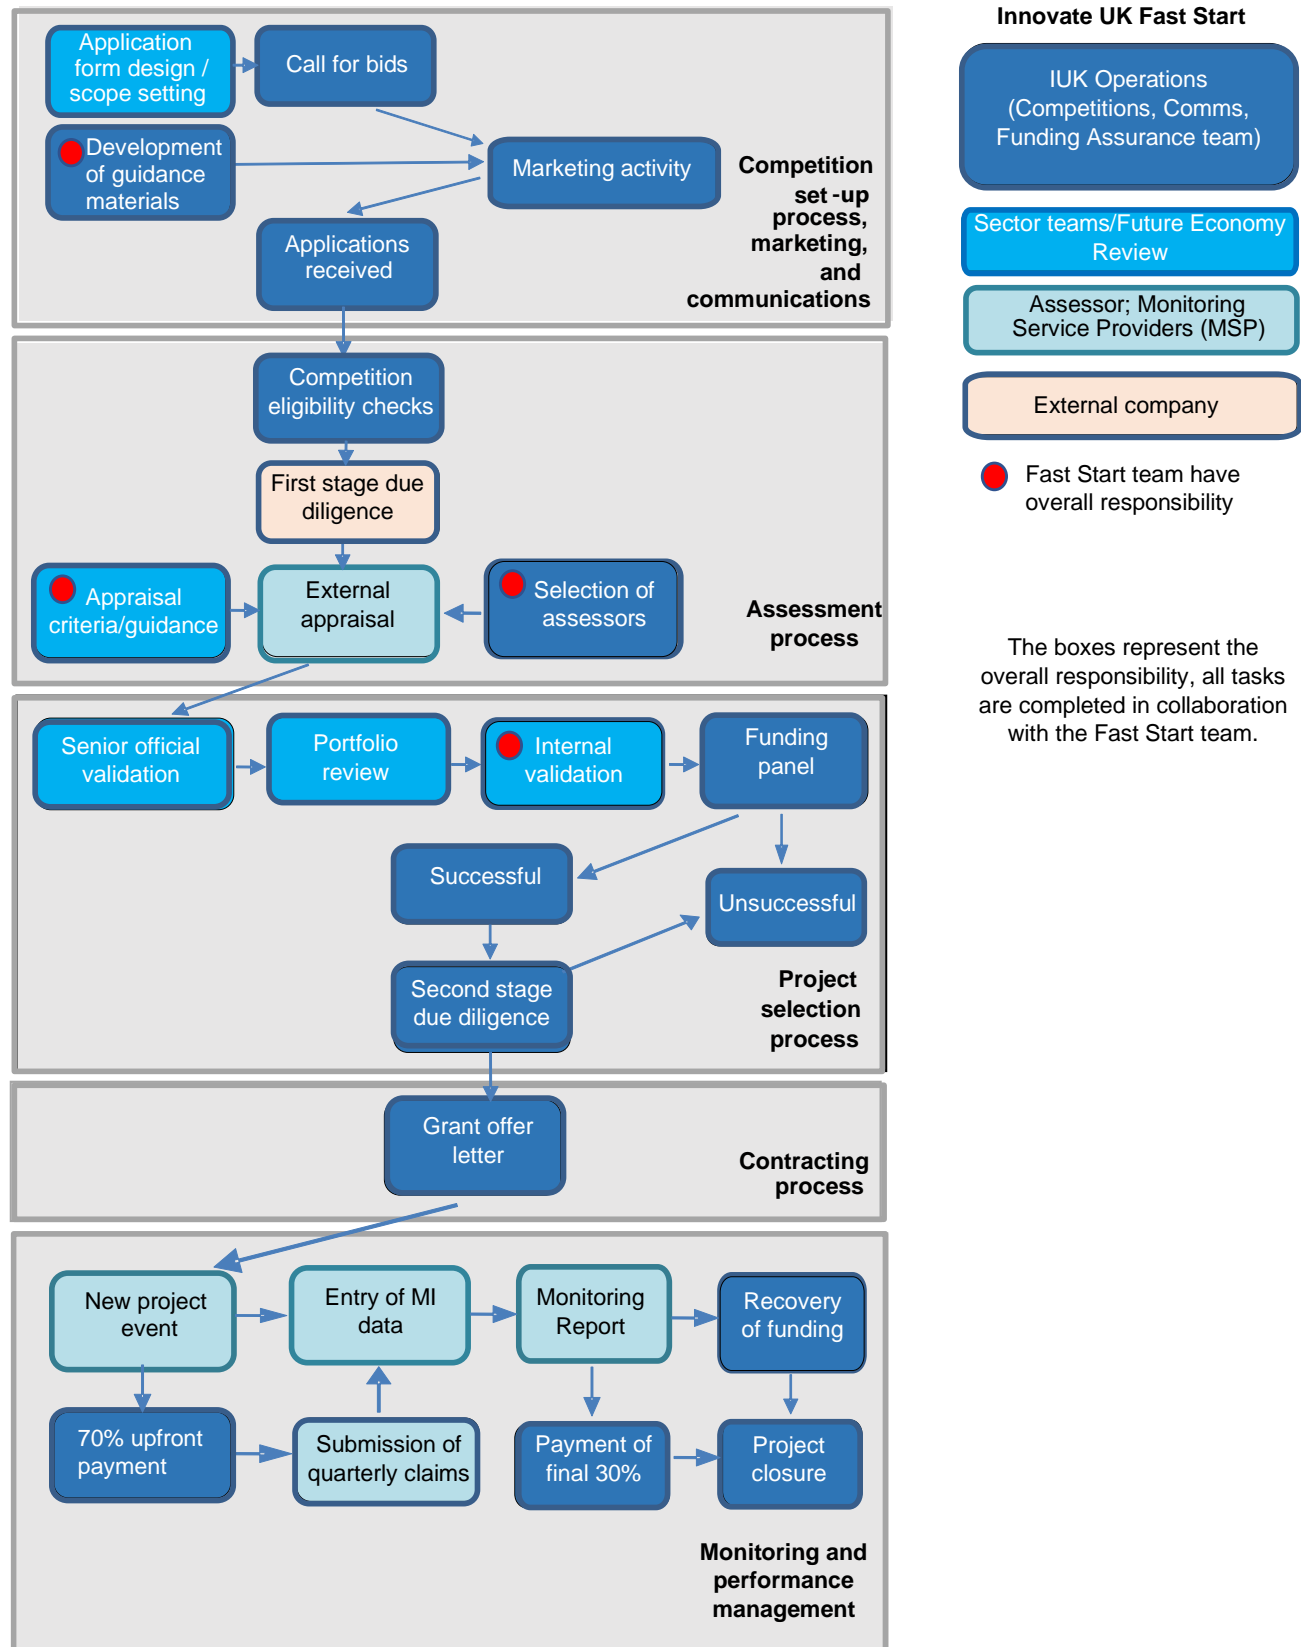 Application
form design /
scope setting
Call for bids
Development
of guidance
materials
Marketing activity
Applications
received
Competition
set -up
process,
marketing,
and
communications
Competition
eligibility checks
First stage due
diligence
Appraisal
criteria/guidance
External
appraisal
Selection of
assessors
Assessment
process
Senior official
validation
Portfolio
review
Internal
validation
Funding
panel
Successful
Unsuccessful
Second stage
due diligence
Project
selection
process
Grant offer
letter
Contracting
process
New project
event
Entry of MI
data
Monitoring
Report
Recovery
of funding
70% upfront
payment
Submission of
quarterly claims
Payment of
final 30%
Project
closure
Monitoring and
performance
management
Innovate UK Fast Start
IUK Operations
(Competitions, Comms,
Funding Assurance team)
Sector teams/Future Economy
Review
Assessor; Monitoring
Service Providers (MSP)
External company
Fast Start team have
overall responsibility
The boxes represent the
overall responsibility, all tasks
are completed in collaboration
with the Fast Start team.